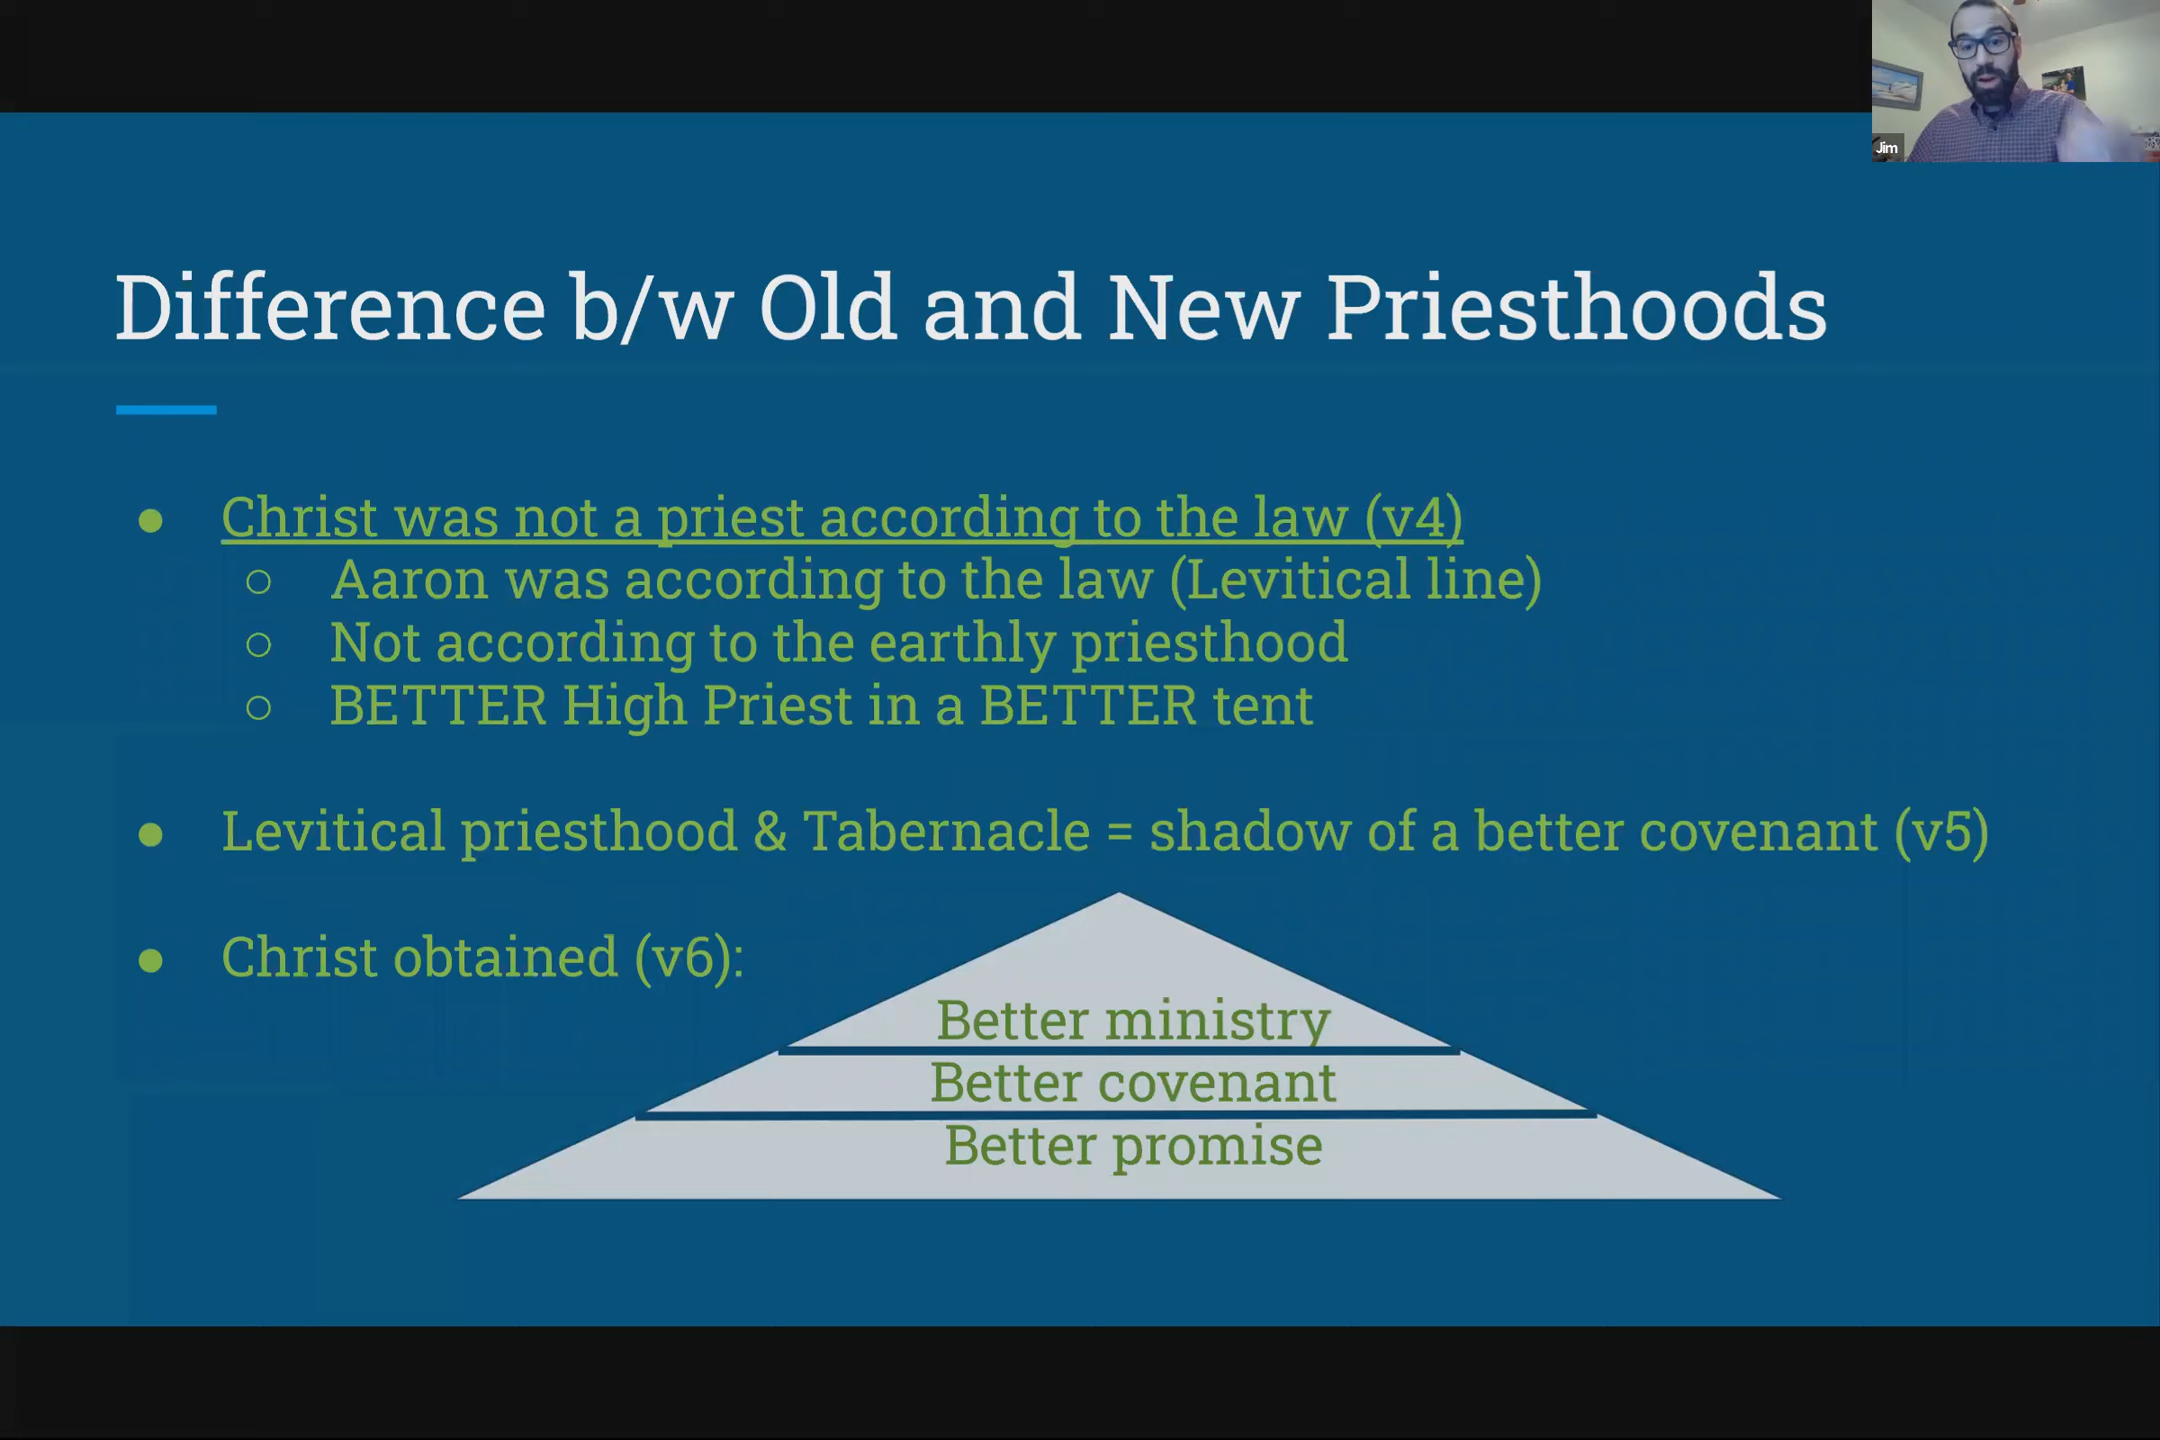 Jim
Difference b/w Old and New Priesthoods
● Christ was not a priest according to the law (v4)
○ Aaron was according to the law (Levitical line)
○ Not according to the earthly priesthood
○ BETTER High Priest in a BETTER tent
● Levitical priesthood & Tabernacle = shadow of a better covenant (v5)
● Christ obtained (v6):
Better ministry
Better covenant
Better promise